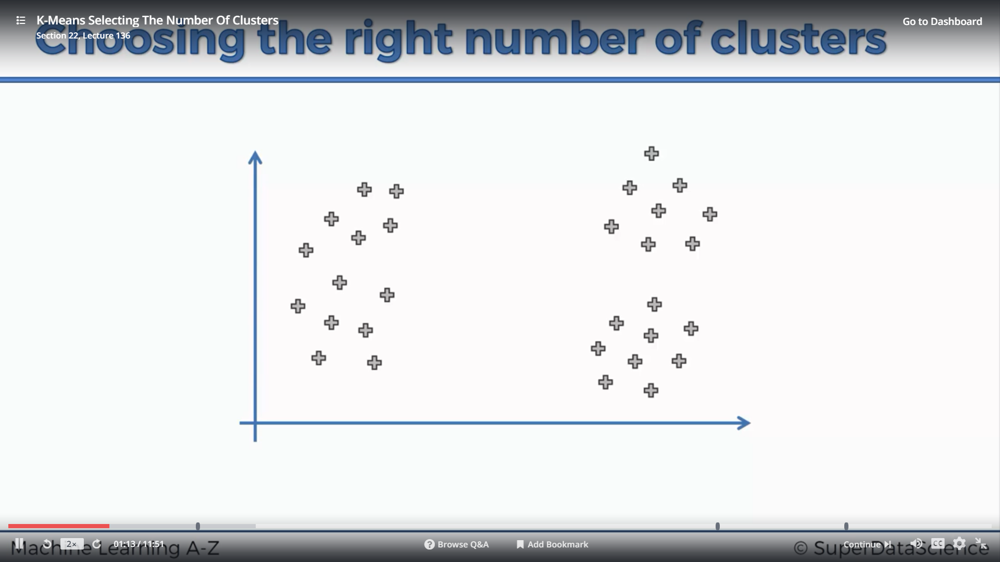 K-Means Selecting The Number Of Clusters
Go to Dashboard
Section 22, Lecture 136
Choosing the right number of clusters
2×
01:13 / 11:51
Browse Q&A
Add Bookmark
Continue
CC
Machine Learning A-Z
© SuperDataScience